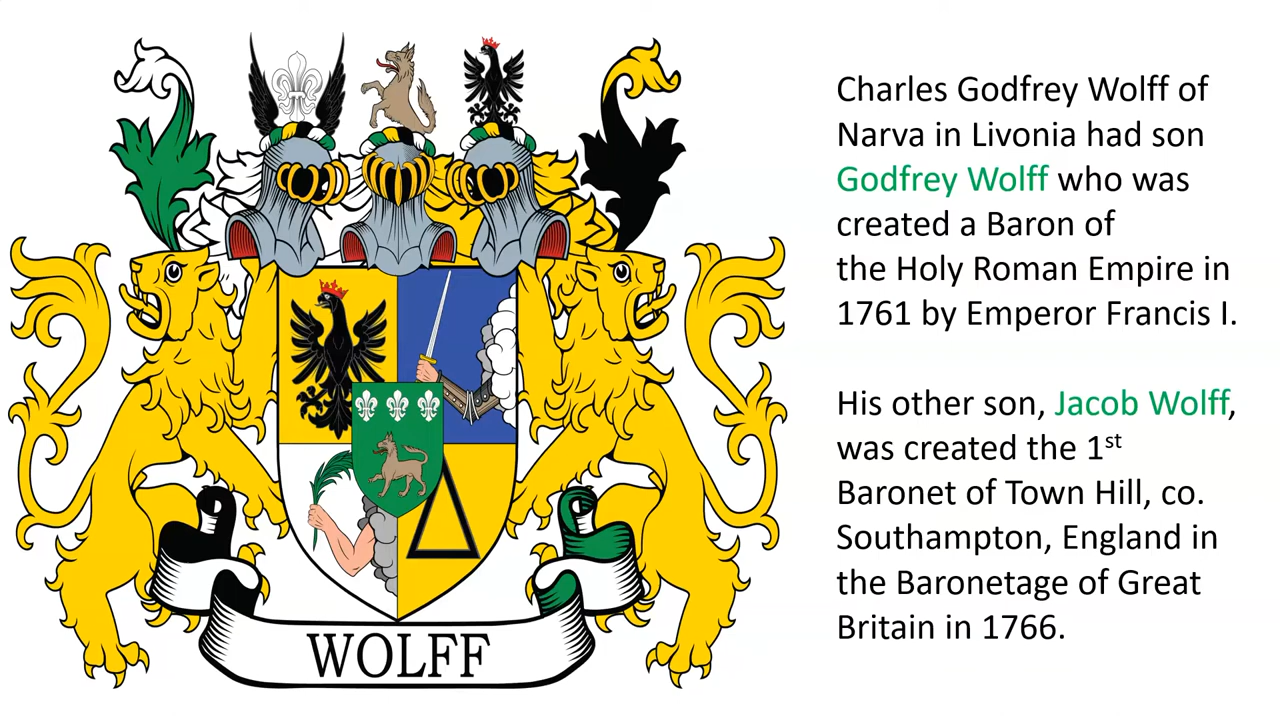 WOLFF
Charles Godfrey Wolff of
Narva in Livonia had son
Godfrey Wolff who was
created a Baron of
the Holy Roman Empire in
1761 by Emperor Francis I.
His other son, Jacob Wolff,
was created the 1st
Baronet of Town Hill, co.
Southampton, England in
the Baronetage of Great
Britain in 1766.